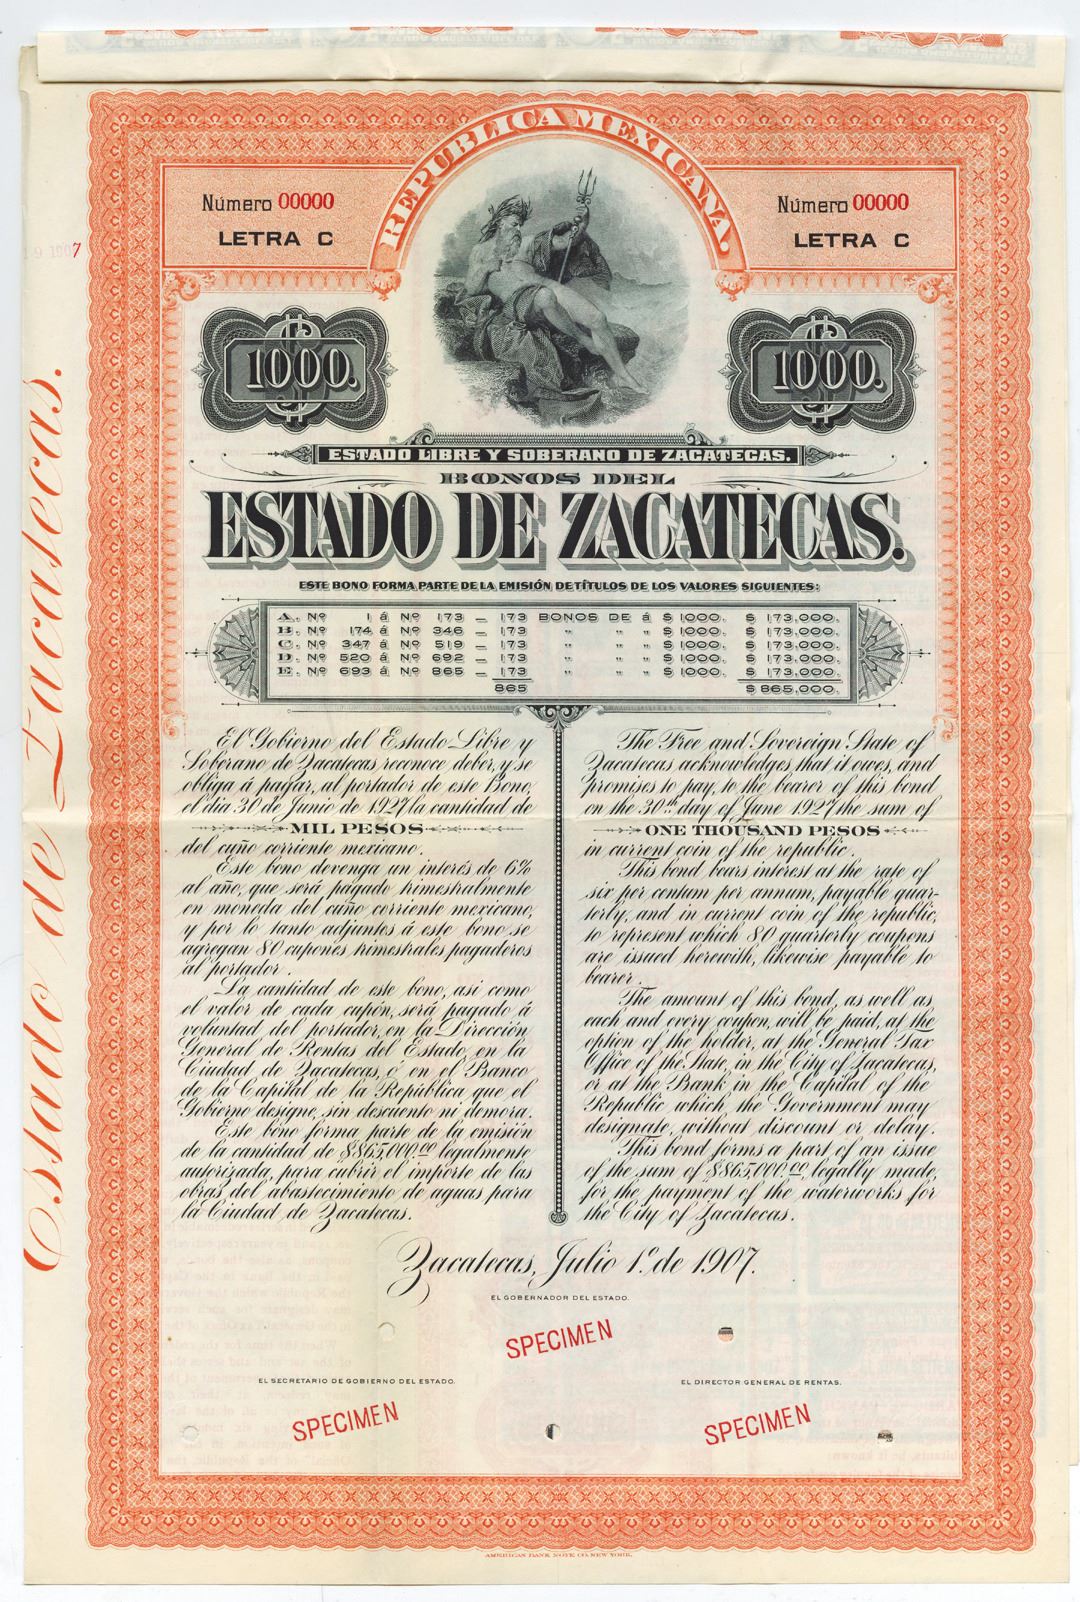 REPUBLICA MEXICANA.
Número 00000
LETRA C
Número 00000
LETRA C
7
$ 1000.
$ 1000.
ESTADO LIBRE Y SOBERANO DE ZACATECAS.
BONOS DEL
ESTADO DE ZACATECAS.
ESTE BONO FORMA PARTE DE LA EMISIÓN DE TÍTULOS DE LOS VALORES SIGUIENTES:
A. Nº 1 á Nº 173 — 173 BONOS DE á $ 1000. $ 173,000.
B. Nº 174 á Nº 346 — 173 " " " $ 1000. $ 173,000.
C. Nº 347 á Nº 519 — 173 " " " $ 1000. $ 173,000.
D. Nº 520 á Nº 692 — 173 " " " $ 1000. $ 173,000.
E. Nº 693 á Nº 865 — 173 " " " $ 1000. $ 173,000.
865 $ 865,000.
El Gobierno del Estado Libre y
Soberano de Zacatecas reconoce deber, y se
obliga á pagar, al portador de este Bono,
el día 30 de Junio de 1927 la cantidad de
MIL PESOS
del cuño corriente mexicano.
Este bono devenga un interés de 6%
al año, que será pagado trimestralmente
en moneda del cuño corriente mexicano,
y por lo tanto adjuntos á este bono se
agregan 80 cupones trimestrales pagaderos
al portador.
La cantidad de este bono, así como
el valor de cada cupón, será pagado á
voluntad del portador, en la Dirección
General de Rentas del Estado, en la
Ciudad de Zacatecas, ó en el Banco
de la Capital de la República que el
Gobierno designe, sin descuento ni demora.
Este bono forma parte de la emisión
de la cantidad de $865,000.00 legalmente
autorizada, para cubrir el importe de las
obras del abastecimiento de aguas para
la Ciudad de Zacatecas.
The Free and Sovereign State of
Zacatecas acknowledges that it owes, and
promises to pay, to the bearer of this bond
on the 30th day of June 1927 the sum of
ONE THOUSAND PESOS
in current coin of the republic.
This bond bears interest at the rate of
six per centum per annum, payable quar-
terly, and in current coin of the republic,
to represent which 80 quarterly coupons
are issued herewith, likewise payable to
bearer.
The amount of this bond, as well as
each and every coupon, will be paid, at the
option of the holder, at the General Tax
Office of the State, in the City of Zacatecas,
or at the Bank in the Capital of the
Republic which the Government may
designate, without discount or delay.
This bond forms a part of an issue
of the sum of $865,000.00, legally made,
for the payment of the waterworks for
the City of Zacatecas.
Zacatecas, Julio 1º de 1907.
EL GOBERNADOR DEL ESTADO.
SPECIMEN
EL SECRETARIO DE GOBIERNO DEL ESTADO.
SPECIMEN
EL DIRECTOR GENERAL DE RENTAS.
SPECIMEN
AMERICAN BANK NOTE CO. NEW YORK.
Estado de Zacatecas.